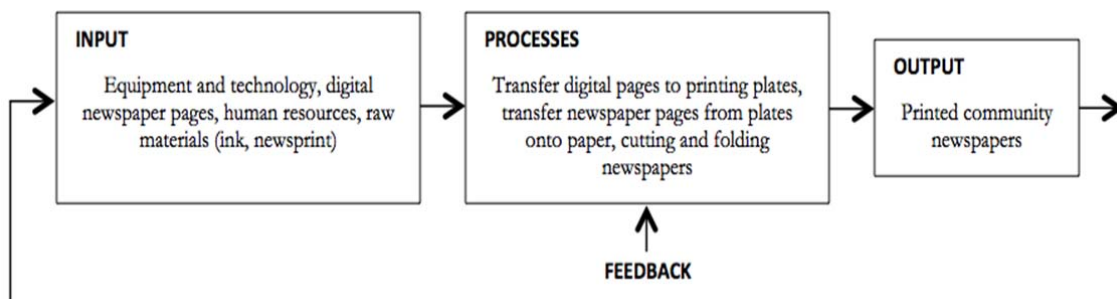 INPUT
Equipment and technology, digital
newspaper pages, human resources, raw
materials (ink, newsprint)
PROCESSES
Transfer digital pages to printing plates,
transfer newspaper pages from plates
onto paper, cutting and folding
newspapers
OUTPUT
Printed community
newspapers
FEEDBACK